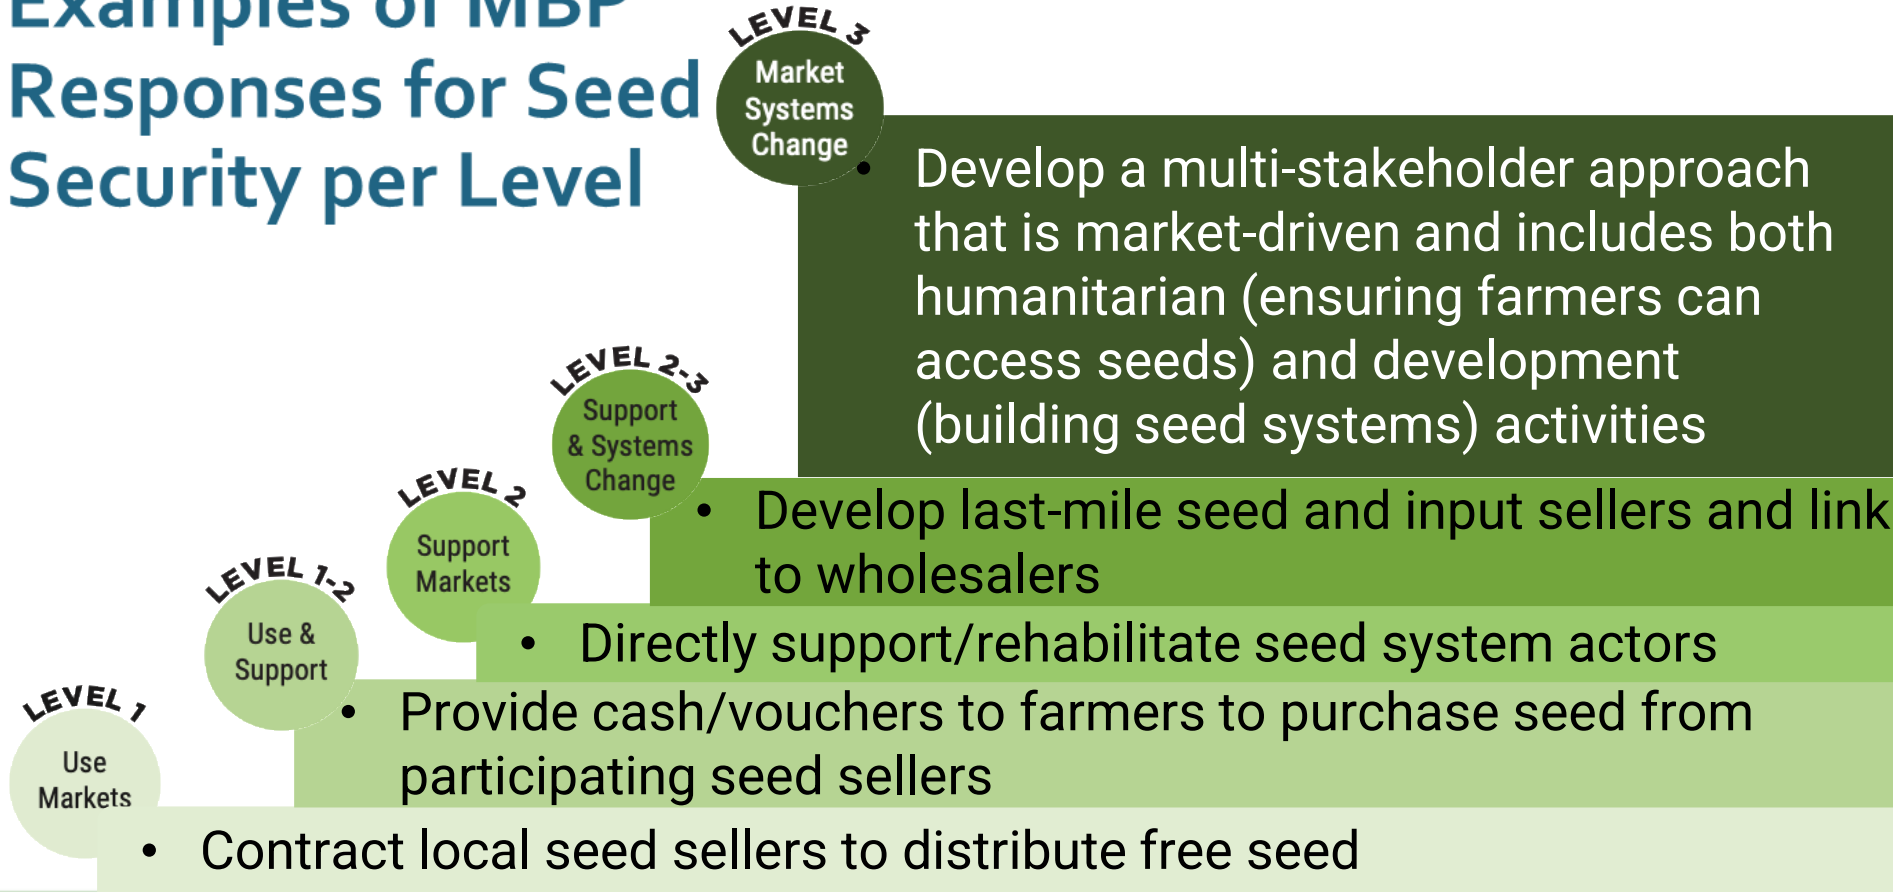 Examples of MBP
Responses for Seed
Security per Level
LEVEL 3
Market
Systems
Change
• Develop a multi-stakeholder approach
that is market-driven and includes both
humanitarian (ensuring farmers can
access seeds) and development
(building seed systems) activities
LEVEL 2-3
Support
& Systems
Change
• Develop last-mile seed and input sellers and link
to wholesalers
LEVEL 2
Support
Markets
• Directly support/rehabilitate seed system actors
LEVEL 1-2
Use &
Support
• Provide cash/vouchers to farmers to purchase seed from
participating seed sellers
LEVEL 1
Use
Markets
• Contract local seed sellers to distribute free seed